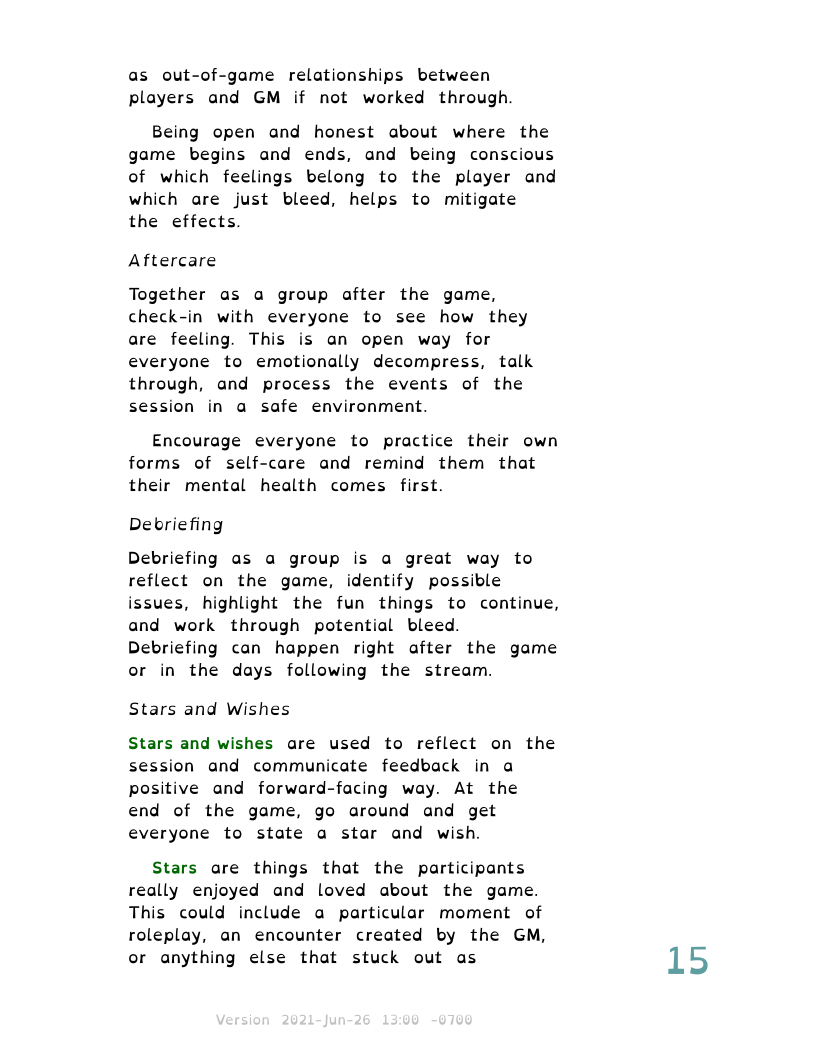 as out-of-game relationships between
players and GM if not worked through.
Being open and honest about where the
game begins and ends, and being conscious
of which feelings belong to the player and
which are just bleed, helps to mitigate
the effects.
Aftercare
Together as a group after the game,
check-in with everyone to see how they
are feeling. This is an open way for
everyone to emotionally decompress, talk
through, and process the events of the
session in a safe environment.
Encourage everyone to practice their own
forms of self-care and remind them that
their mental health comes first.
Debriefing
Debriefing as a group is a great way to
reflect on the game, identify possible
issues, highlight the fun things to continue,
and work through potential bleed.
Debriefing can happen right after the game
or in the days following the stream.
Stars and Wishes
Stars and wishes are used to reflect on the
session and communicate feedback in a
positive and forward-facing way. At the
end of the game, go around and get
everyone to state a star and wish.
Stars are things that the participants
really enjoyed and loved about the game.
This could include a particular moment of
roleplay, an encounter created by the GM,
or anything else that stuck out as
15
Version 2021-Jun-26 13:00 -0700